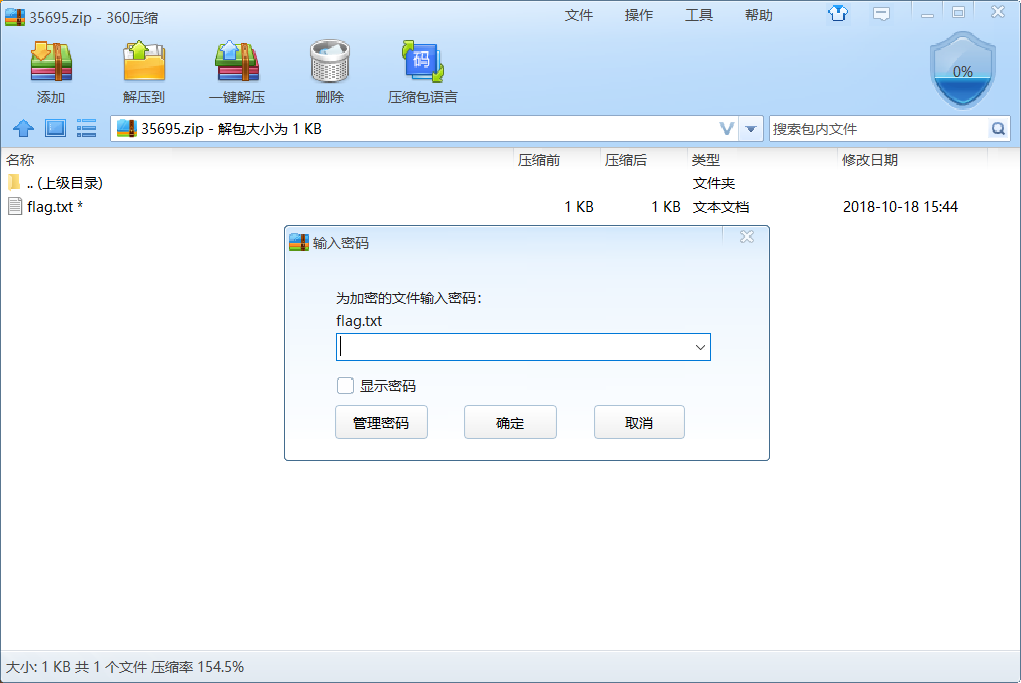 35695.zip - 360压缩
文件 操作 工具 帮助
添加 解压到 一键解压 删除 码 压缩包语言 0%
35695.zip - 解包大小为 1 KB 搜索包内文件
名称 压缩前 压缩后 类型 修改日期
.. (上级目录) 文件夹
flag.txt * 1 KB 1 KB 文本文档 2018-10-18 15:44
输入密码
为加密的文件输入密码:
flag.txt
显示密码
管理密码 确定 取消
大小: 1 KB 共 1 个文件 压缩率 154.5%